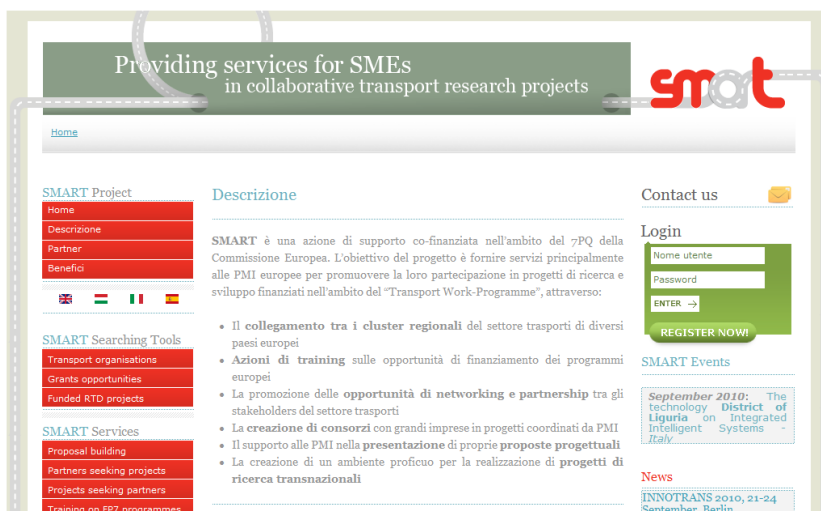 Providing services for SMEs
in collaborative transport research projects
smart
Home
SMART Project
Home
Descrizione
Partner
Benefici
SMART Searching Tools
Transport organisations
Grants opportunities
Funded RTD projects
SMART Services
Proposal building
Partners seeking projects
Projects seeking partners
Training on FP7 programmes
Descrizione
SMART è una azione di supporto co-finanziata nell'ambito del 7PQ della
Commissione Europea. L'obiettivo del progetto è fornire servizi principalmente
alle PMI europee per promuovere la loro partecipazione in progetti di ricerca e
sviluppo finanziati nell'ambito del "Transport Work-Programme", attraverso:
• Il collegamento tra i cluster regionali del settore trasporti di diversi
paesi europei
• Azioni di training sulle opportunità di finanziamento dei programmi
europei
• La promozione delle opportunità di networking e partnership tra gli
stakeholders del settore trasporti
• La creazione di consorzi con grandi imprese in progetti coordinati da PMI
• Il supporto alle PMI nella presentazione di proprie proposte progettuali
• La creazione di un ambiente proficuo per la realizzazione di progetti di
ricerca transnazionali
Contact us
Login
Nome utente
Password
ENTER →
REGISTER NOW!
SMART Events
September 2010: The
technology District of
Liguria on Integrated
Intelligent Systems -
Italy
News
INNOTRANS 2010, 21-24
September, Berlin